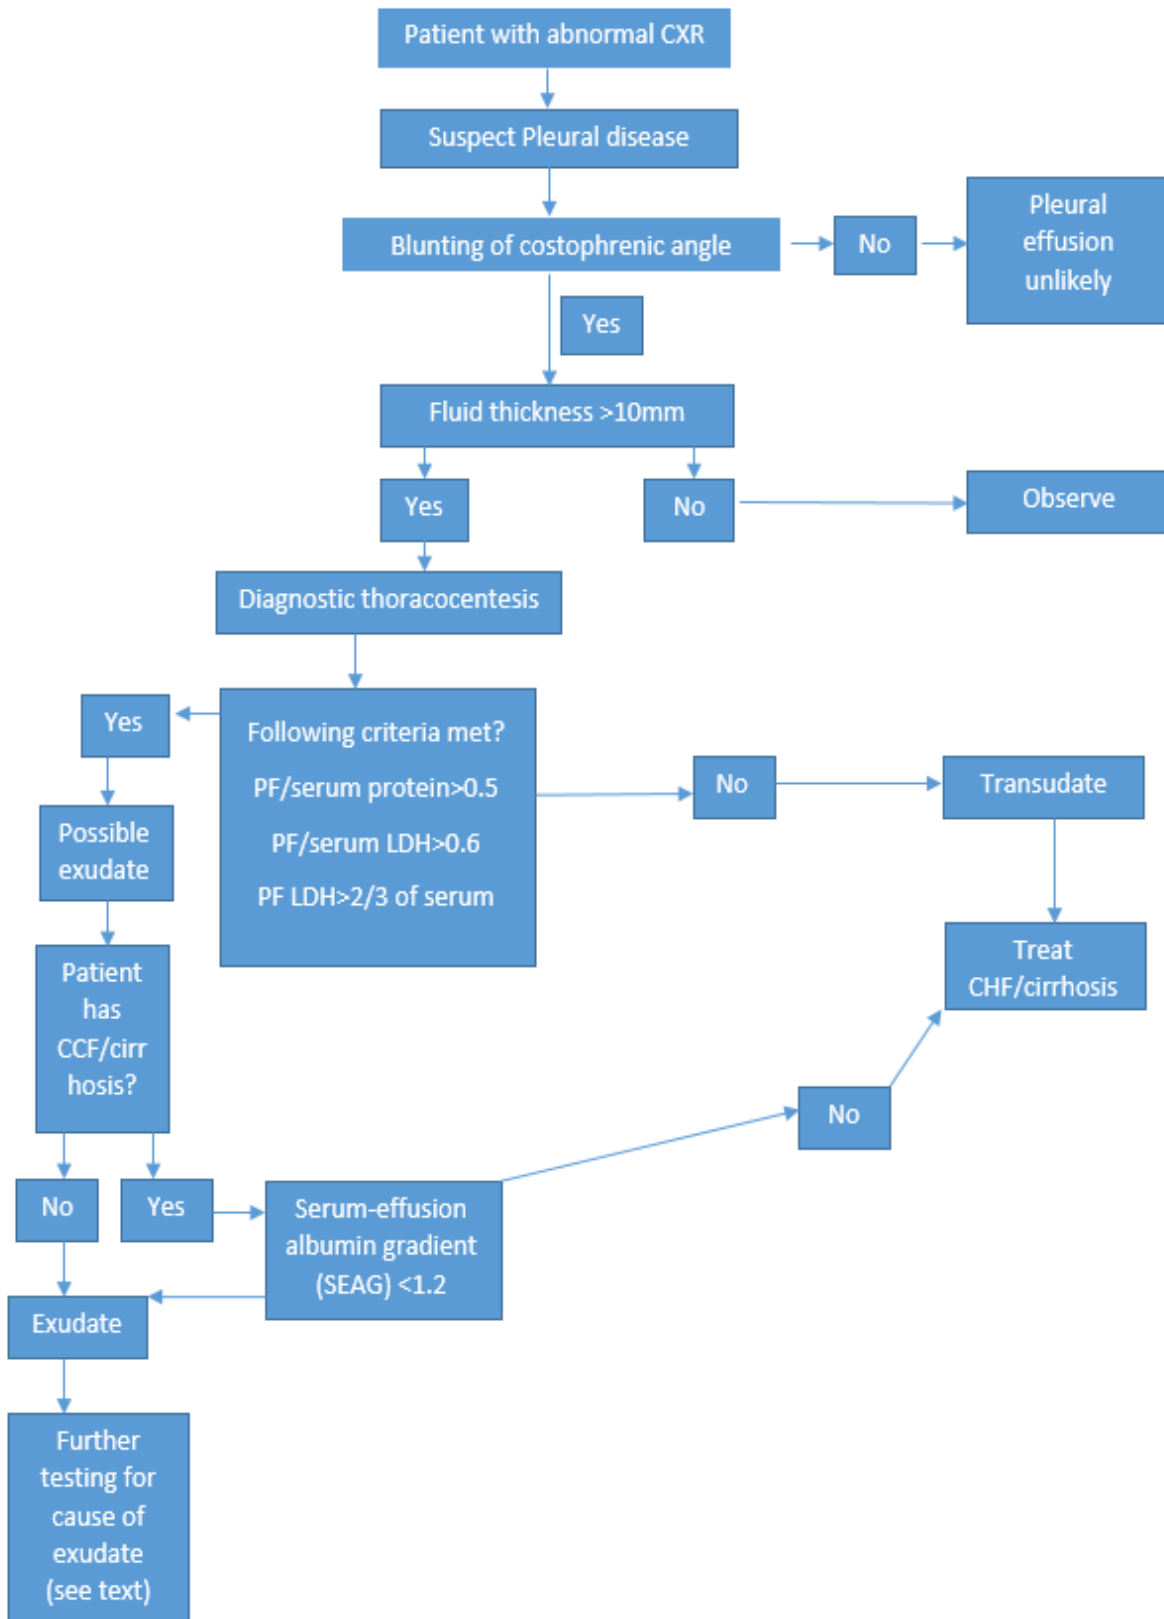 Patient with abnormal CXR
Suspect Pleural disease
Blunting of costophrenic angle
No
Pleural
effusion
unlikely
Yes
Fluid thickness >10mm
Yes
No
Observe
Diagnostic thoracocentesis
Yes
Following criteria met?
PF/serum protein>0.5
PF/serum LDH>0.6
PF LDH>2/3 of serum
No
Transudate
Possible
exudate
Treat
CHF/cirrhosis
Patient
has
CCF/cirr
hosis?
No
No
Yes
Serum-effusion
albumin gradient
(SEAG) <1.2
Exudate
Further
testing for
cause of
exudate
(see text)